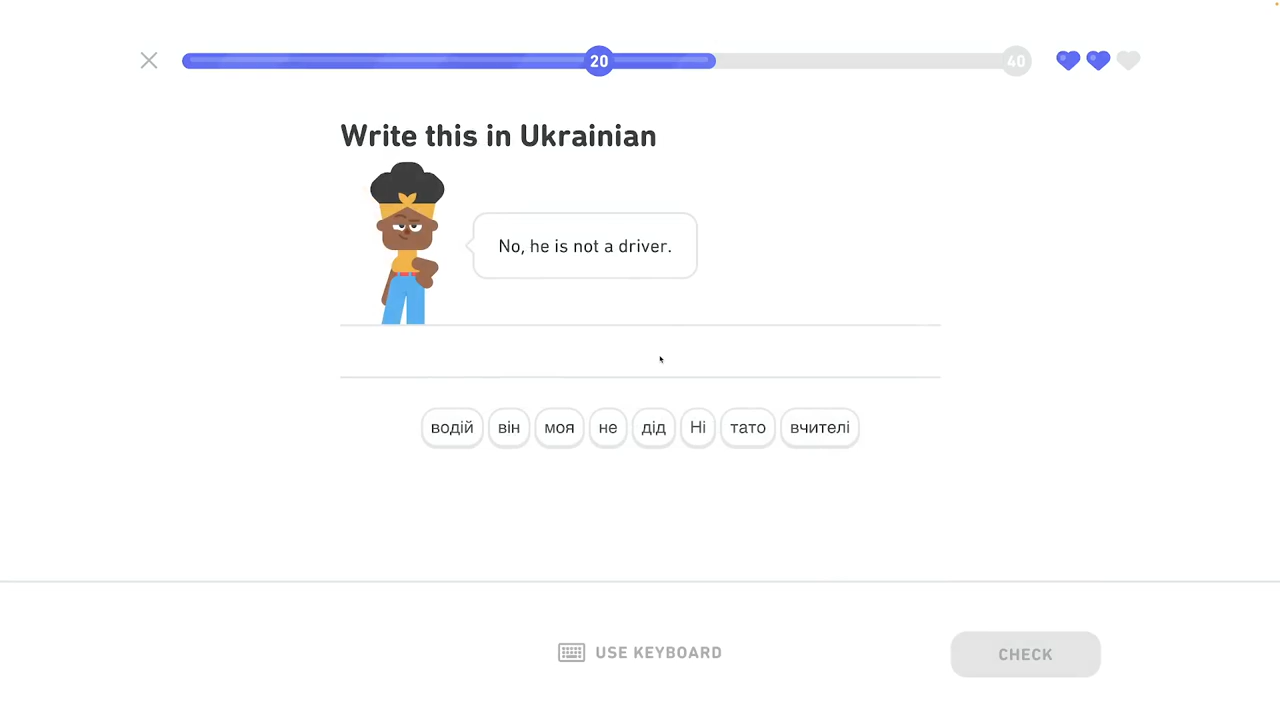 20
40
Write this in Ukrainian
No, he is not a driver.
водій він моя не дід Ні тато вчителі
USE KEYBOARD
CHECK